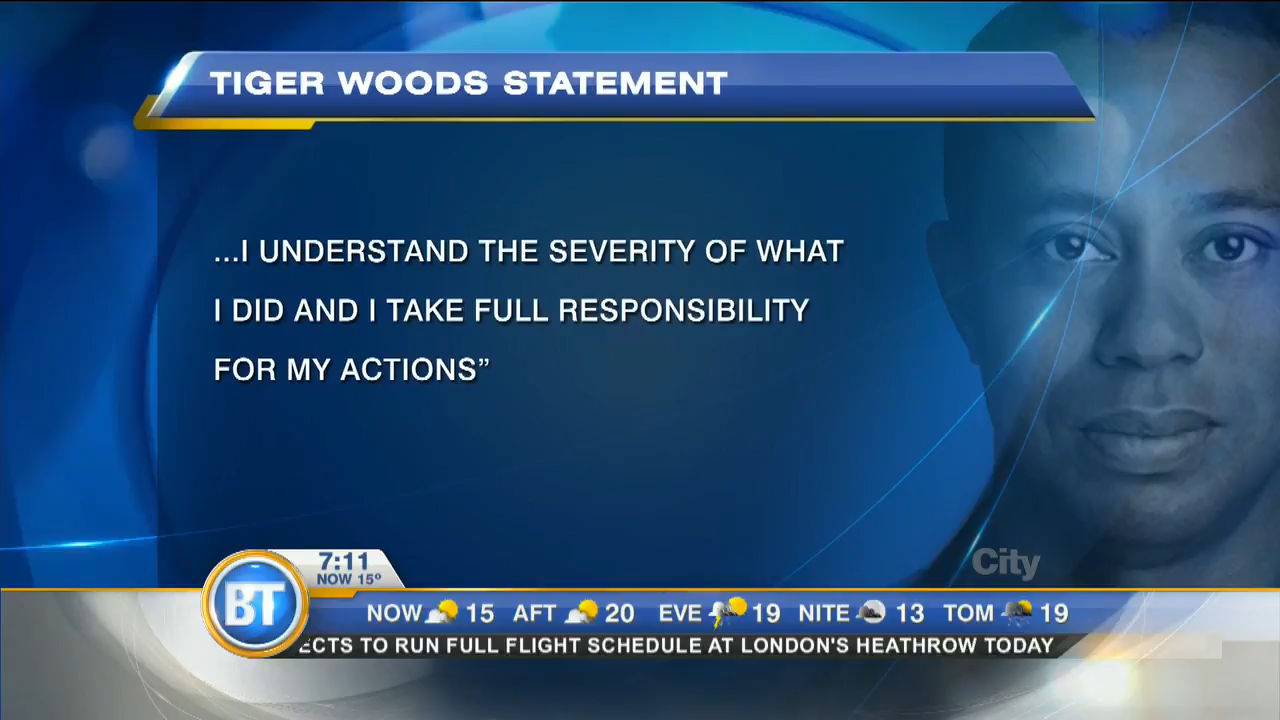 TIGER WOODS STATEMENT
...I UNDERSTAND THE SEVERITY OF WHAT
I DID AND I TAKE FULL RESPONSIBILITY
FOR MY ACTIONS”
City
7:11
NOW 15º
BT
NOW 15 AFT 20 EVE 19 NITE 13 TOM 19
ECTS TO RUN FULL FLIGHT SCHEDULE AT LONDON'S HEATHROW TODAY